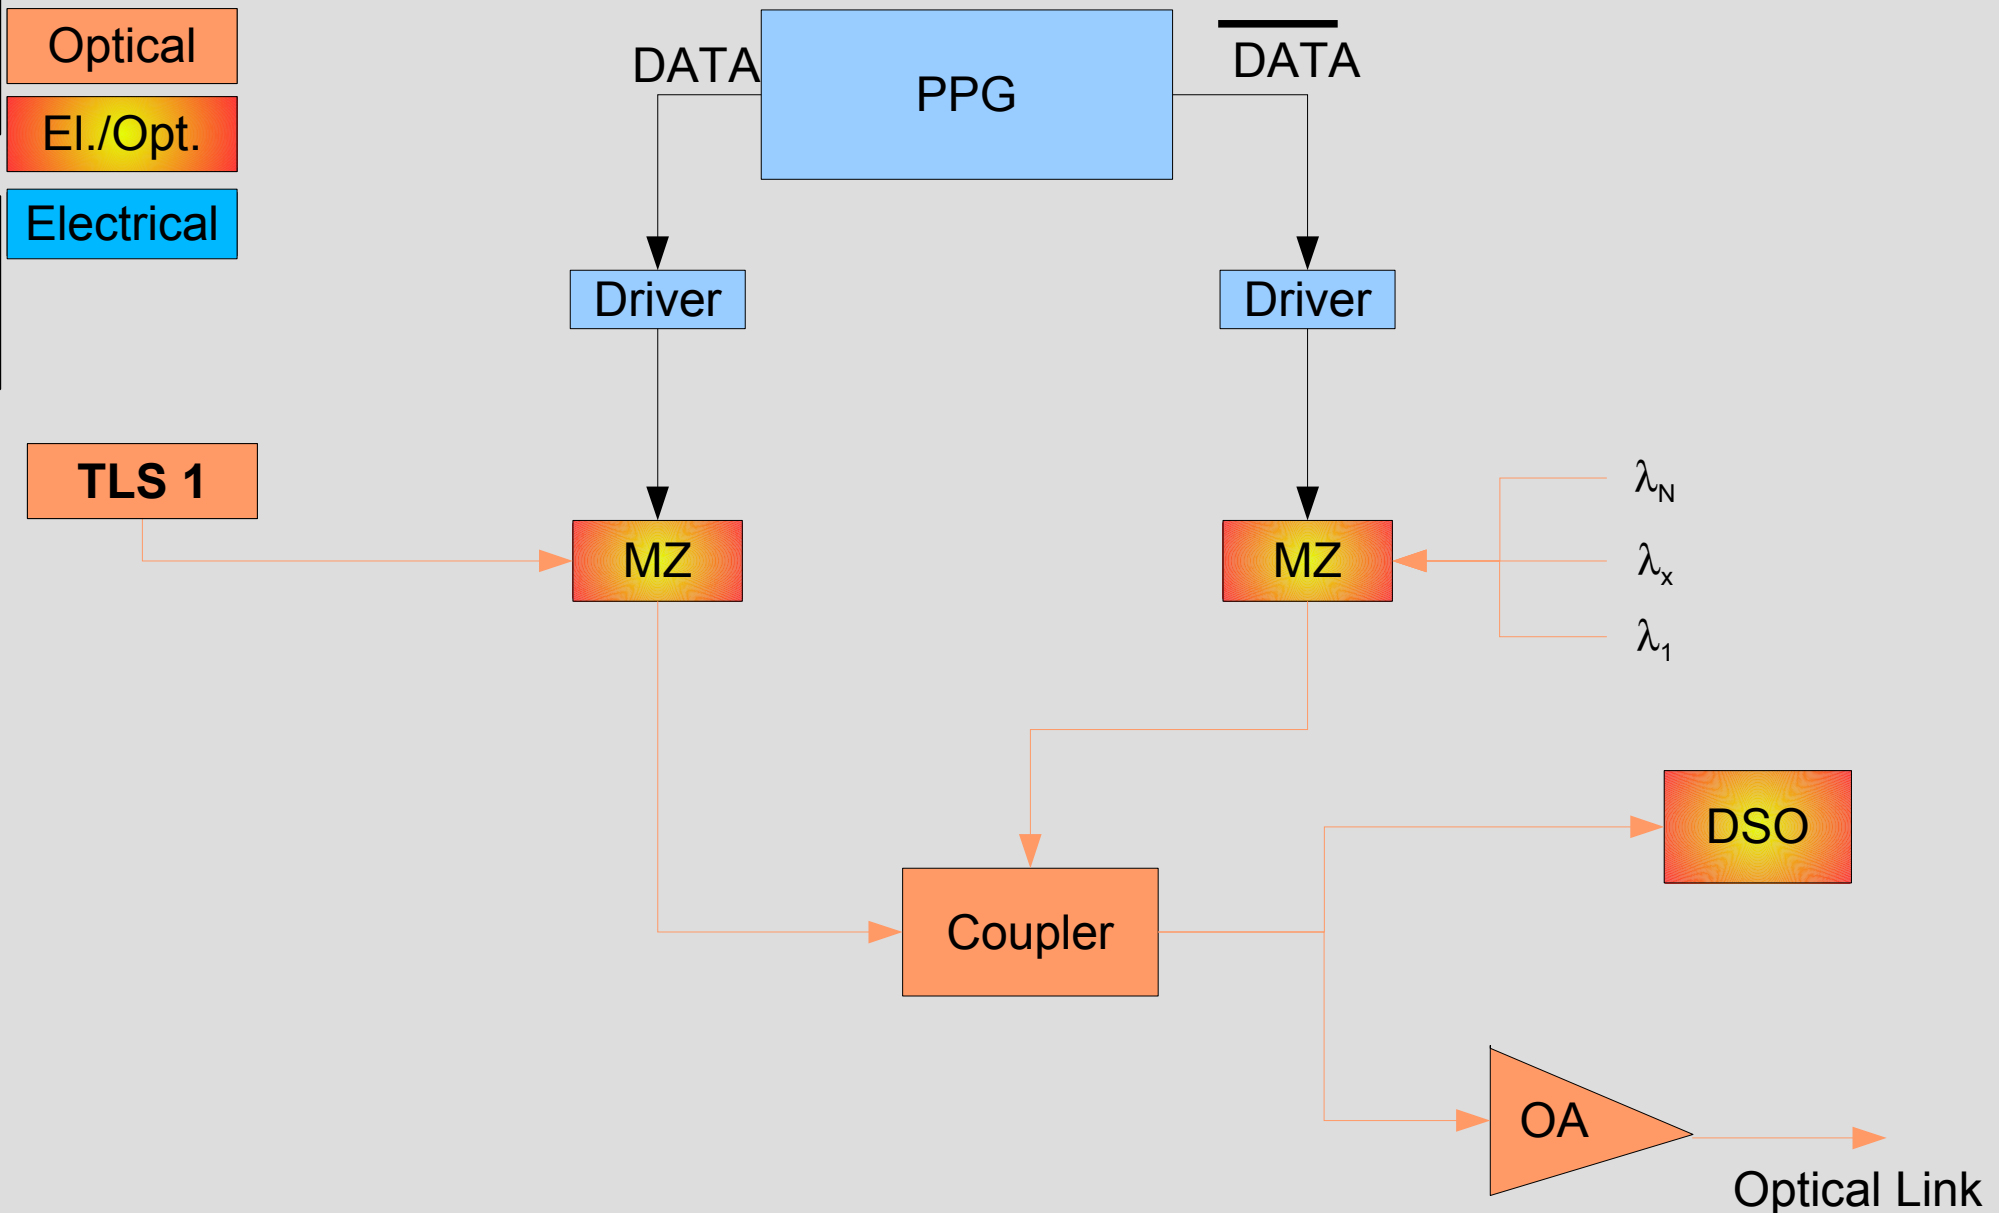 Optical
El./Opt.
Electrical
DATA
PPG
DATA
Driver
Driver
TLS 1
MZ
MZ
λN
λx
λ1
Coupler
DSO
OA
Optical Link